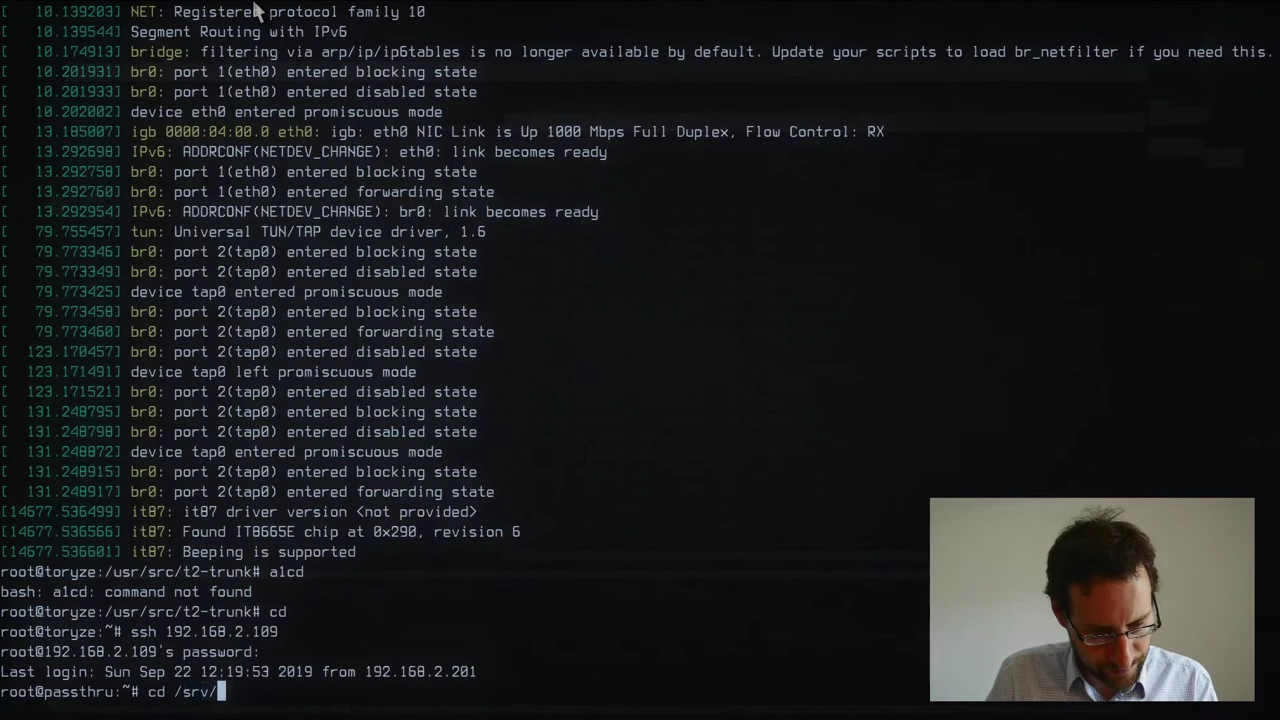 [   10.139203] NET: Registered protocol family 10
[   10.139544] Segment Routing with IPv6
[   10.174913] bridge: filtering via arp/ip/ip6tables is no longer available by default. Update your scripts to load br_netfilter if you need this.
[   10.201931] br0: port 1(eth0) entered blocking state
[   10.201933] br0: port 1(eth0) entered disabled state
[   10.202002] device eth0 entered promiscuous mode
[   13.185007] igb 0000:04:00.0 eth0: igb: eth0 NIC Link is Up 1000 Mbps Full Duplex, Flow Control: RX
[   13.292698] IPv6: ADDRCONF(NETDEV_CHANGE): eth0: link becomes ready
[   13.292758] br0: port 1(eth0) entered blocking state
[   13.292760] br0: port 1(eth0) entered forwarding state
[   13.292954] IPv6: ADDRCONF(NETDEV_CHANGE): br0: link becomes ready
[   79.755457] tun: Universal TUN/TAP device driver, 1.6
[   79.773346] br0: port 2(tap0) entered blocking state
[   79.773349] br0: port 2(tap0) entered disabled state
[   79.773425] device tap0 entered promiscuous mode
[   79.773458] br0: port 2(tap0) entered blocking state
[   79.773460] br0: port 2(tap0) entered forwarding state
[  123.170457] br0: port 2(tap0) entered disabled state
[  123.171491] device tap0 left promiscuous mode
[  123.171521] br0: port 2(tap0) entered disabled state
[  131.248795] br0: port 2(tap0) entered blocking state
[  131.248798] br0: port 2(tap0) entered disabled state
[  131.248872] device tap0 entered promiscuous mode
[  131.248915] br0: port 2(tap0) entered blocking state
[  131.248917] br0: port 2(tap0) entered forwarding state
[14677.536499] it87: it87 driver version <not provided>
[14677.536566] it87: Found IT8665E chip at 0x290, revision 6
[14677.536601] it87: Beeping is supported
root@toryze:/usr/src/t2-trunk# a1cd
bash: a1cd: command not found
root@toryze:/usr/src/t2-trunk# cd
root@toryze:~# ssh 192.168.2.109
root@192.168.2.109's password:
Last login: Sun Sep 22 12:19:53 2019 from 192.168.2.201
root@passthru:~# cd /srv/